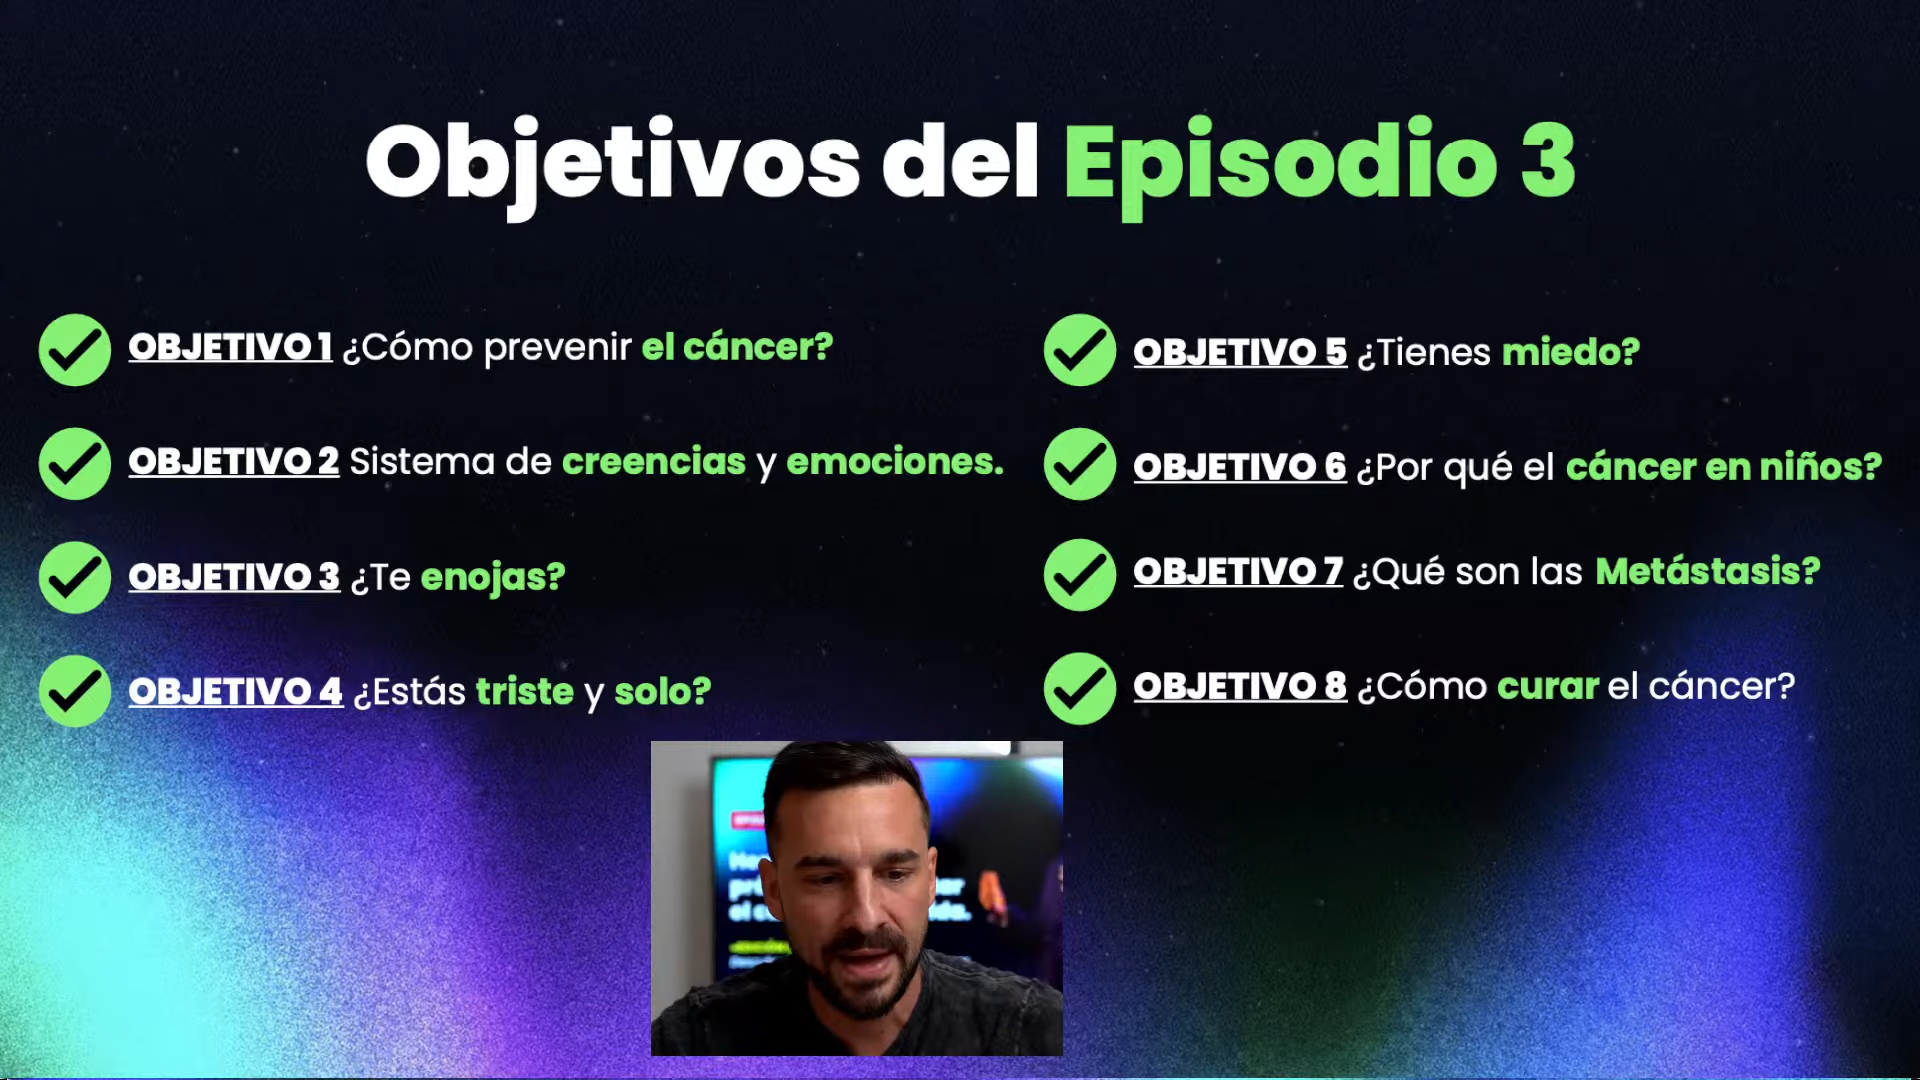 Objetivos del Episodio 3
OBJETIVO 1 ¿Cómo prevenir el cáncer?
OBJETIVO 2 Sistema de creencias y emociones.
OBJETIVO 3 ¿Te enojas?
OBJETIVO 4 ¿Estás triste y solo?
OBJETIVO 5 ¿Tienes miedo?
OBJETIVO 6 ¿Por qué el cáncer en niños?
OBJETIVO 7 ¿Qué son las Metástasis?
OBJETIVO 8 ¿Cómo curar el cáncer?